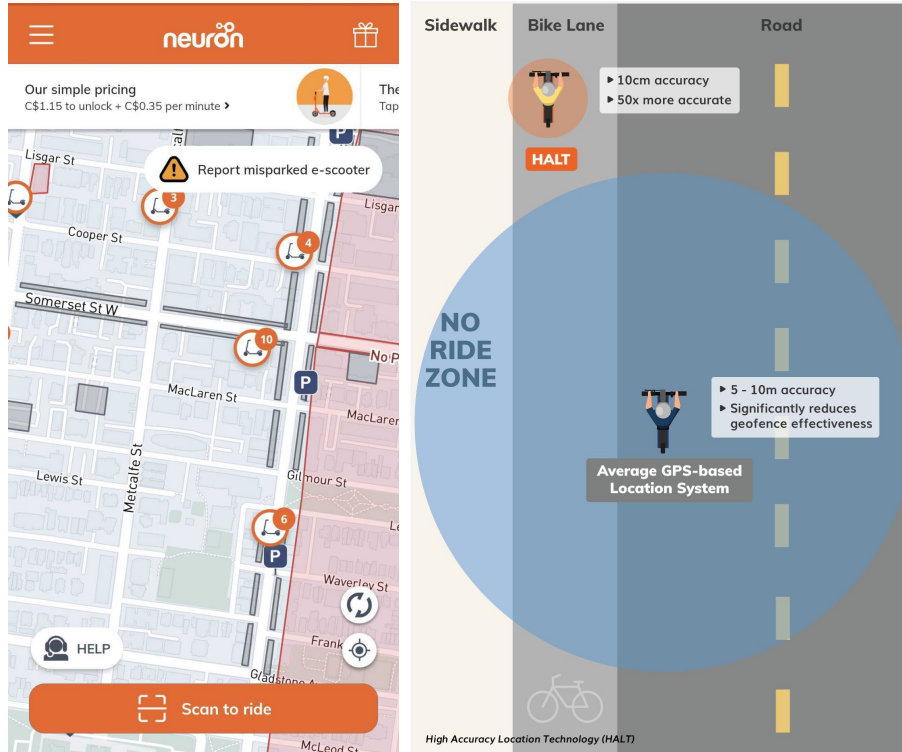 neuron
Our simple pricing
C$1.15 to unlock + C$0.35 per minute
The
Tap
P
Lisgar St
Report misparked e-scooter
Lisgar
3
Cooper St
4
Somerset St W
10
No P
P
MacLaren St
MacLaren
Metcalfe St
Lewis St
Gilmour St
6
P
Waverley St
HELP
Frank
Gladstone A
Scan to ride
McLeod St
Sidewalk
Bike Lane
Road
10cm accuracy
50x more accurate
HALT
NO
RIDE
ZONE
5 - 10m accuracy
Significantly reduces
geofence effectiveness
Average GPS-based
Location System
High Accuracy Location Technology (HALT)